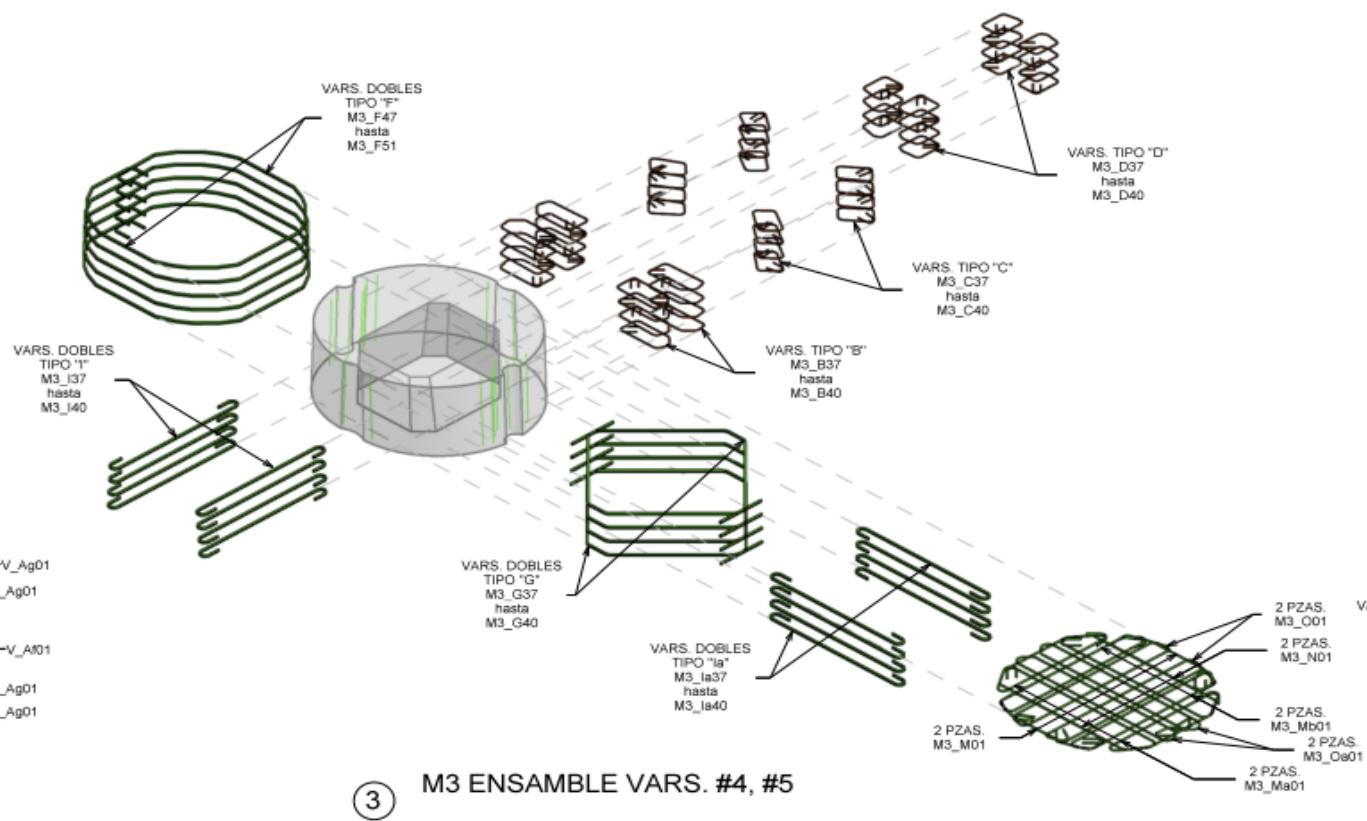 VARS. DOBLES
TIPO "F"
M3_F47
hasta
M3_F51
VARS. TIPO "D"
M3_D37
hasta
M3_D40
VARS. TIPO "C"
M3_C37
hasta
M3_C40
VARS. DOBLES
TIPO "1"
M3_I37
hasta
M3_I40
VARS. TIPO "B"
M3_B37
hasta
M3_B40
VARS. DOBLES
TIPO "G"
M3_G37
hasta
M3_G40
VARS. DOBLES
TIPO "Ia"
M3_Ia37
hasta
M3_Ia40
V_Ag01
_Ag01
V_Af01
_Ag01
_Ag01
2 PZAS.
M3_O01
2 PZAS.
M3_N01
2 PZAS.
M3_Mb01
2 PZAS.
M3_Oa01
2 PZAS.
M3_Ma01
2 PZAS.
M3_M01
3
M3 ENSAMBLE VARS. #4, #5